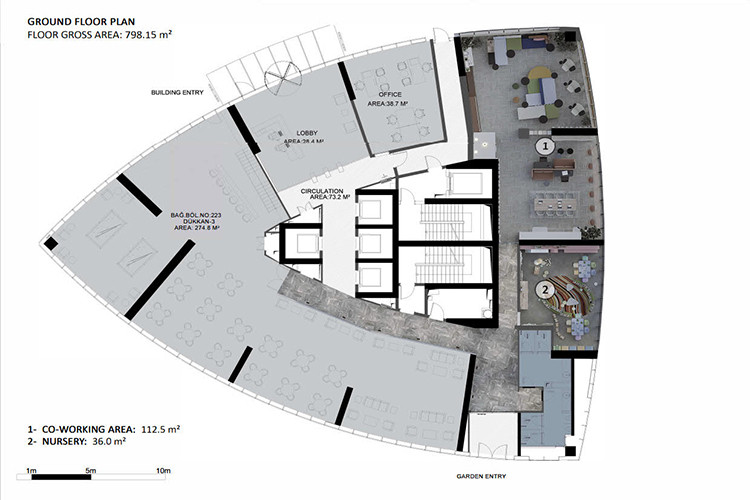 GROUND FLOOR PLAN
FLOOR GROSS AREA: 798.15 m²
BUILDING ENTRY
OFFICE
AREA:38.7 M²
LOBBY
AREA:38.4 M²
1
CIRCULATION
AREA:73.2 M²
BAĞ.BÖL.NO:223
DÜKKAN-3
AREA: 274.8 M²
2
1- CO-WORKING AREA: 112.5 m²
2- NURSERY: 36.0 m²
1m 5m 10m
GARDEN ENTRY